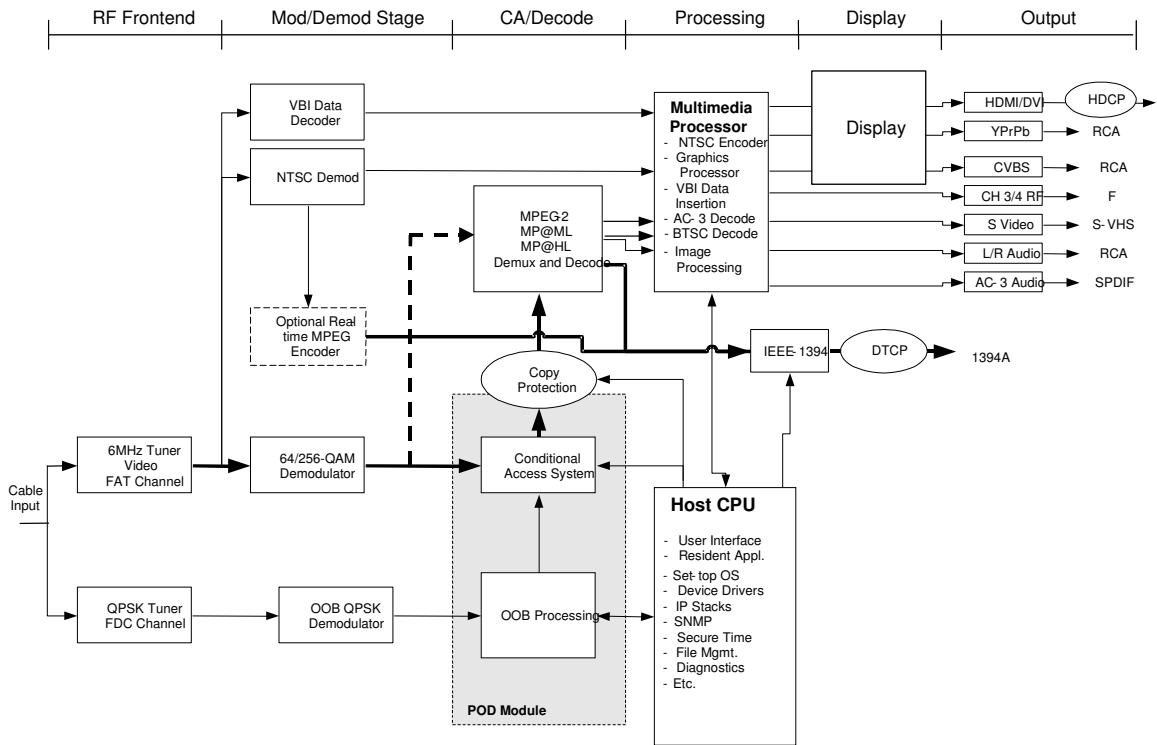 RF Frontend
Mod/Demod Stage
CA/Decode
Processing
Display
Output
VBI Data
Decoder
NTSC Demod
Optional Real-
time MPEG
Encoder
MPEG-2
MP@ML
MP@HL
Demux and Decode
Multimedia
Processor
- NTSC Encoder
- Graphics
Processor
- VBI Data
Insertion
- AC-3 Decode
- BTSC Decode
- Image
Processing
Display
HDMI/DVI
HDCP
YPrPb
RCA
CVBS
RCA
CH 3/4 RF
F
S Video
S-VHS
L/R Audio
RCA
AC-3 Audio
SPDIF
IEEE-1394
DTCP
1394A
Copy
Protection
Cable
Input
6MHz Tuner
Video
FAT Channel
64/256-QAM
Demodulator
Conditional
Access System
QPSK Tuner
FDC Channel
OOB QPSK
Demodulator
OOB Processing
POD Module
Host CPU
- User Interface
- Resident Appl.
- Set-top OS
- Device Drivers
- IP Stacks
- SNMP
- Secure Time
- File Mgmt.
- Diagnostics
- Etc.